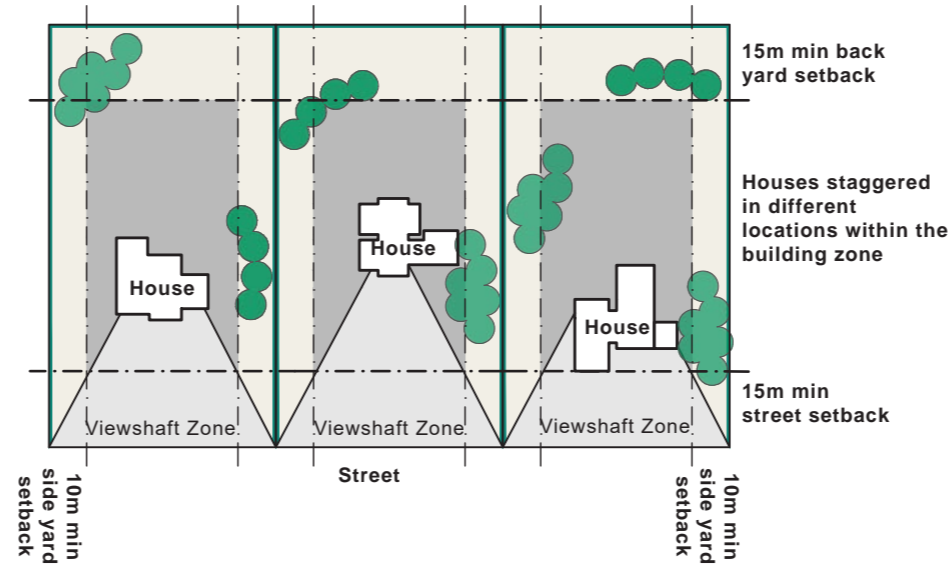 15m min back
yard setback
Houses staggered
in different
locations within the
building zone
House
House
House
15m min
street setback
Viewshaft Zone
Viewshaft Zone
Viewshaft Zone
Street
10m min
side yard
setback
10m min
side yard
setback